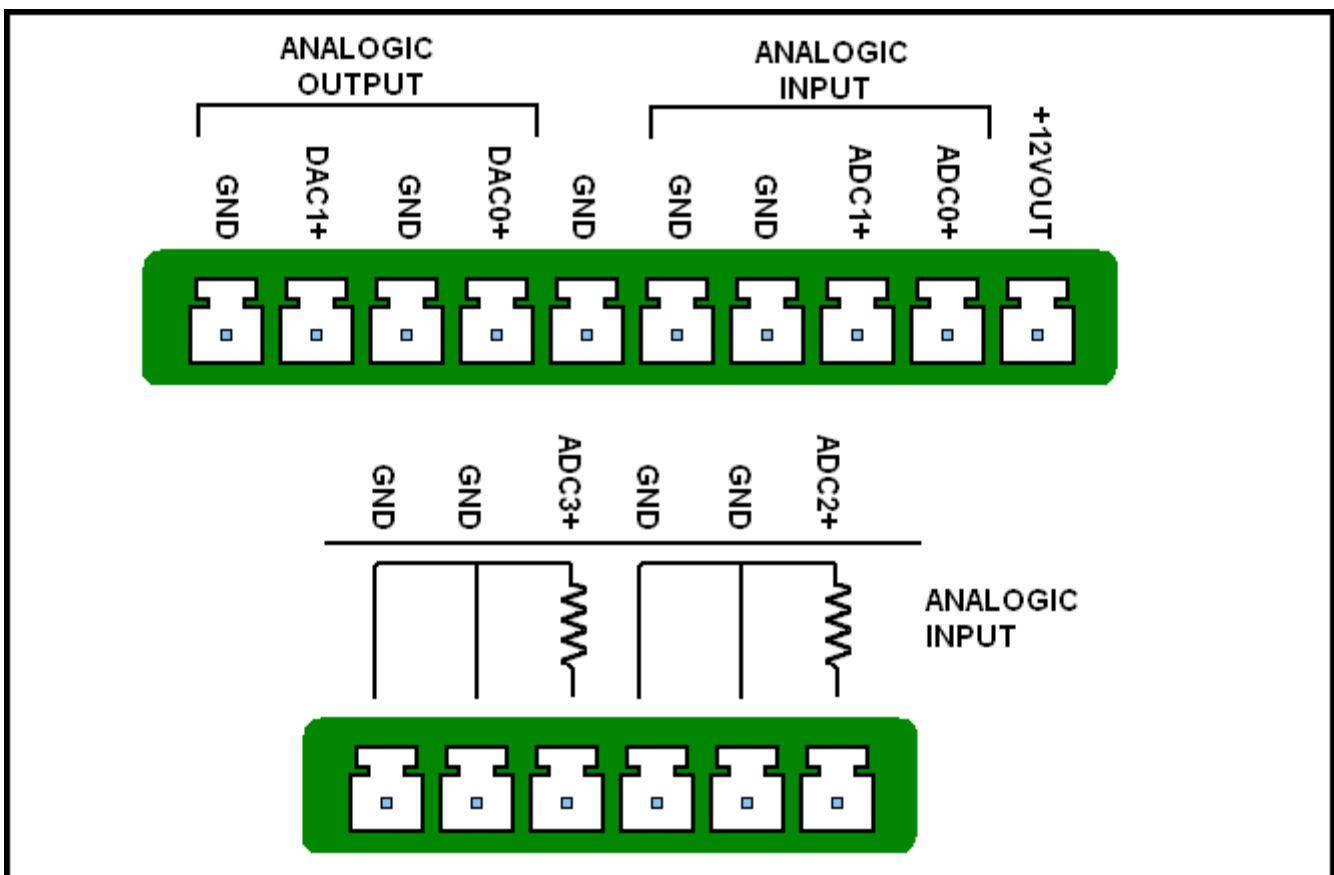 ANALOGIC
OUTPUT
ANALOGIC
INPUT
GND
DAC1+
GND
DAC0+
GND
GND
GND
ADC1+
ADC0+
+12VOUT
GND
GND
ADC3+
GND
GND
ADC2+
ANALOGIC
INPUT